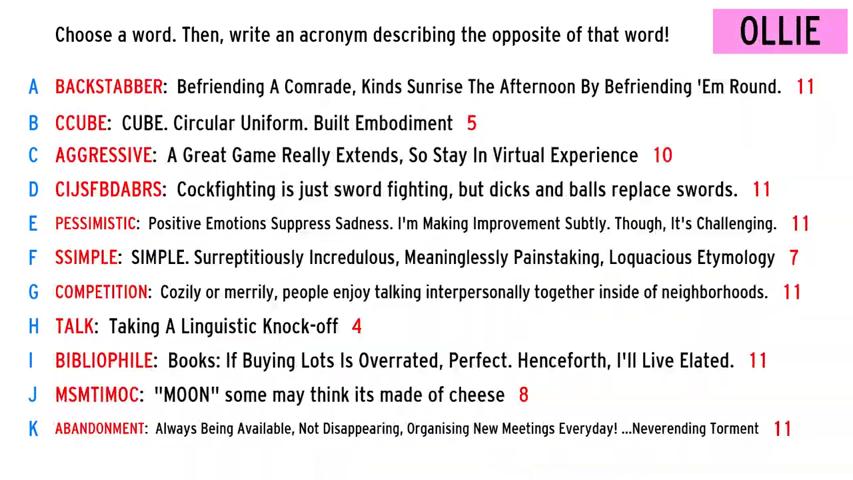 Choose a word. Then, write an acronym describing the opposite of that word!
OLLIE
A BACKSTABBER: Befriending A Comrade, Kinds Sunrise The Afternoon By Befriending 'Em Round. 11
B CCUBE: CUBE. Circular Uniform. Built Embodiment 5
C AGGRESSIVE: A Great Game Really Extends, So Stay In Virtual Experience 10
D CIJSFBDABRS: Cockfighting is just sword fighting, but dicks and balls replace swords. 11
E PESSIMISTIC: Positive Emotions Suppress Sadness. I'm Making Improvement Subtly. Though, It's Challenging. 11
F SSIMPLE: SIMPLE. Surreptitiously Incredulous, Meaninglessly Painstaking, Loquacious Etymology 7
G COMPETITION: Cozily or merrily, people enjoy talking interpersonally together inside of neighborhoods. 11
H TALK: Taking A Linguistic Knock-off 4
I BIBLIOPHILE: Books: If Buying Lots Is Overrated, Perfect. Henceforth, I'll Live Elated. 11
J MSMTIMOC: "MOON" some may think its made of cheese 8
K ABANDONMENT: Always Being Available, Not Disappearing, Organising New Meetings Everyday! ...Neverending Torment 11